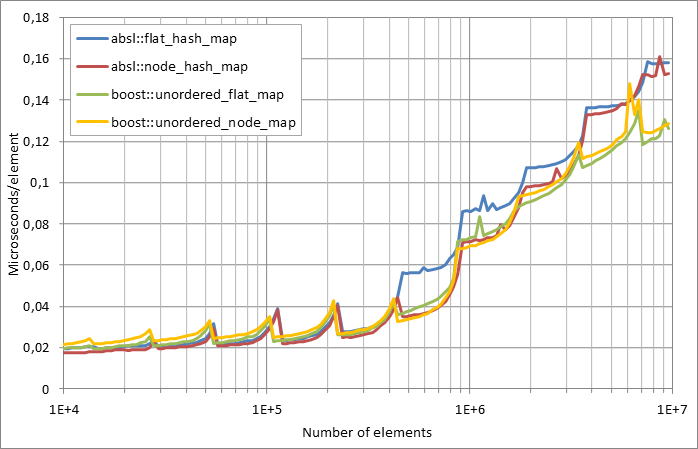 0,18
0,16
0,14
0,12
0,1
0,08
0,06
0,04
0,02
0
Microseconds/element
absl::flat_hash_map
absl::node_hash_map
boost::unordered_flat_map
boost::unordered_node_map
1E+4
1E+5
1E+6
1E+7
Number of elements